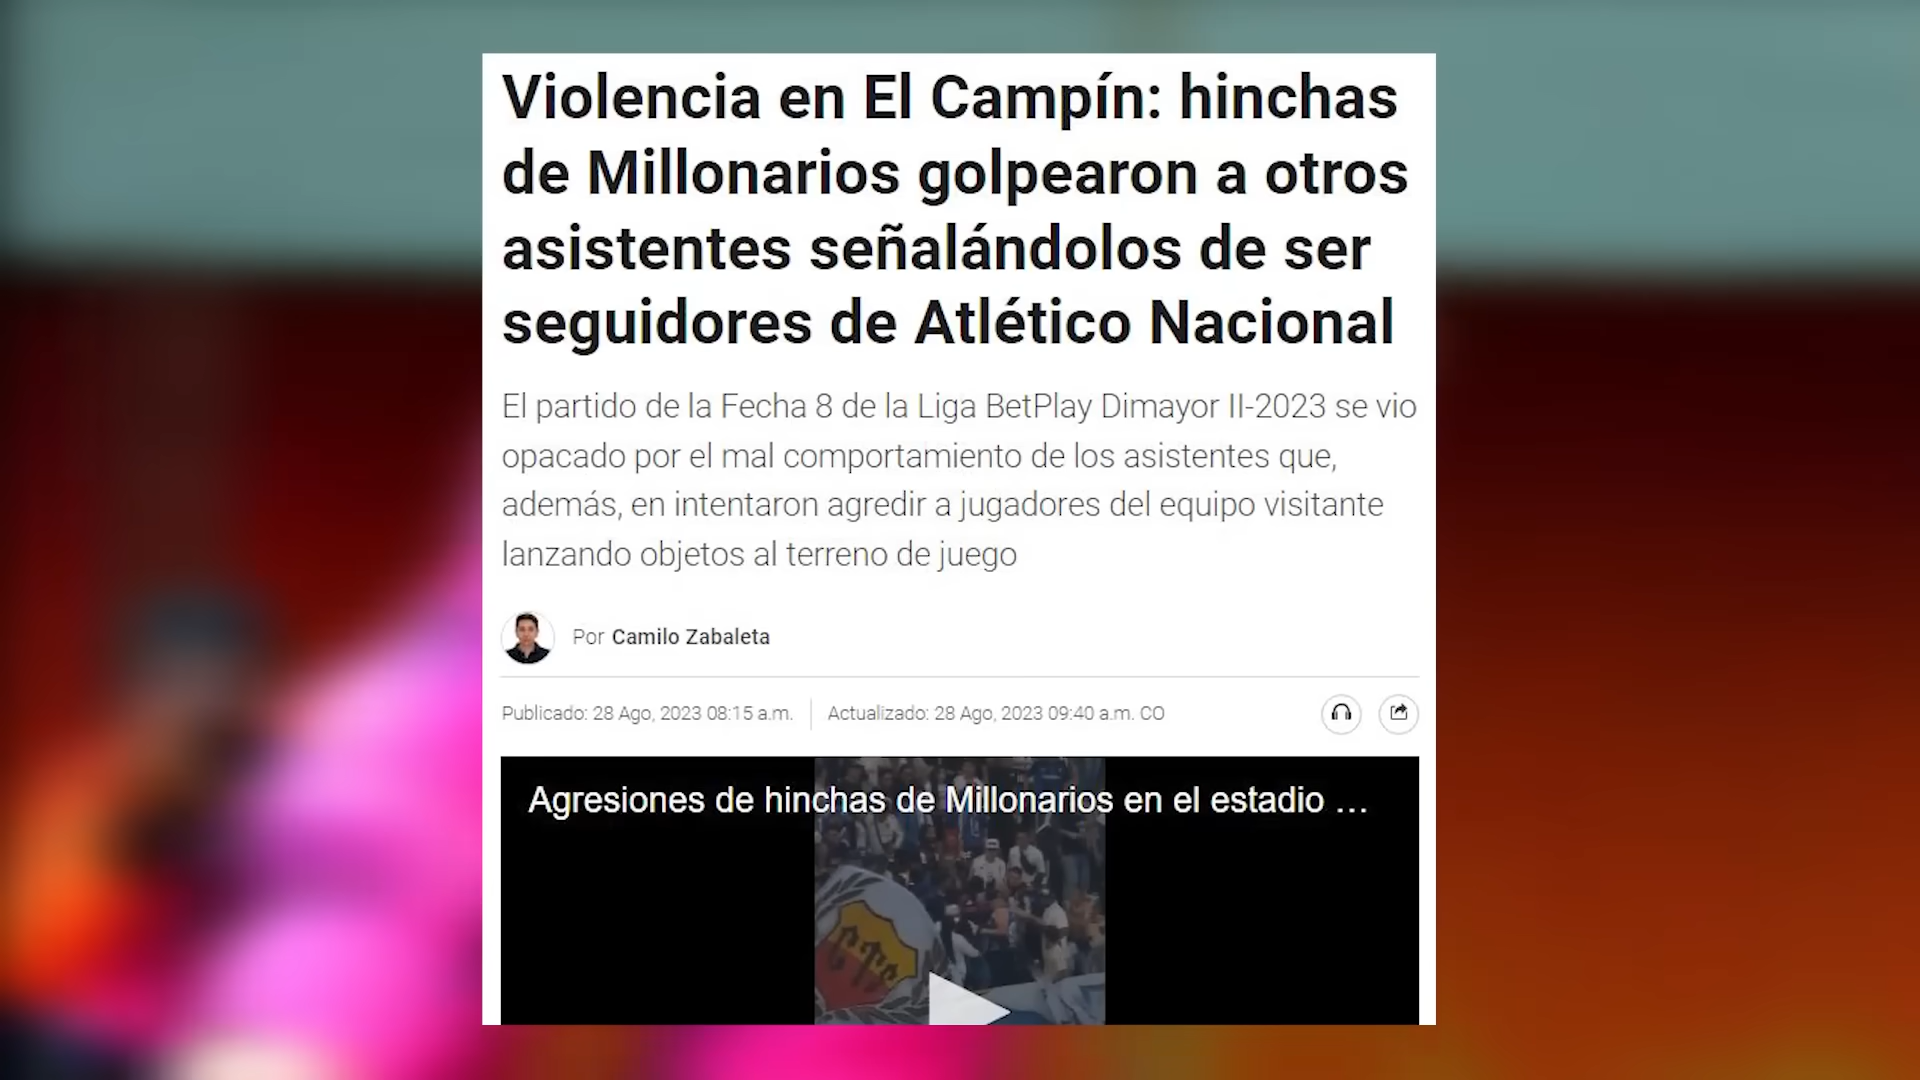 Violencia en El Campín: hinchas
de Millonarios golpearon a otros
asistentes señalándolos de ser
seguidores de Atlético Nacional
El partido de la Fecha 8 de la Liga BetPlay Dimayor II-2023 se vio
opacado por el mal comportamiento de los asistentes que,
además, en intentaron agredir a jugadores del equipo visitante
lanzando objetos al terreno de juego
Por Camilo Zabaleta
Publicado: 28 Ago, 2023 08:15 a.m. Actualizado: 28 Ago, 2023 09:40 a.m. CO
Agresiones de hinchas de Millonarios en el estadio ...